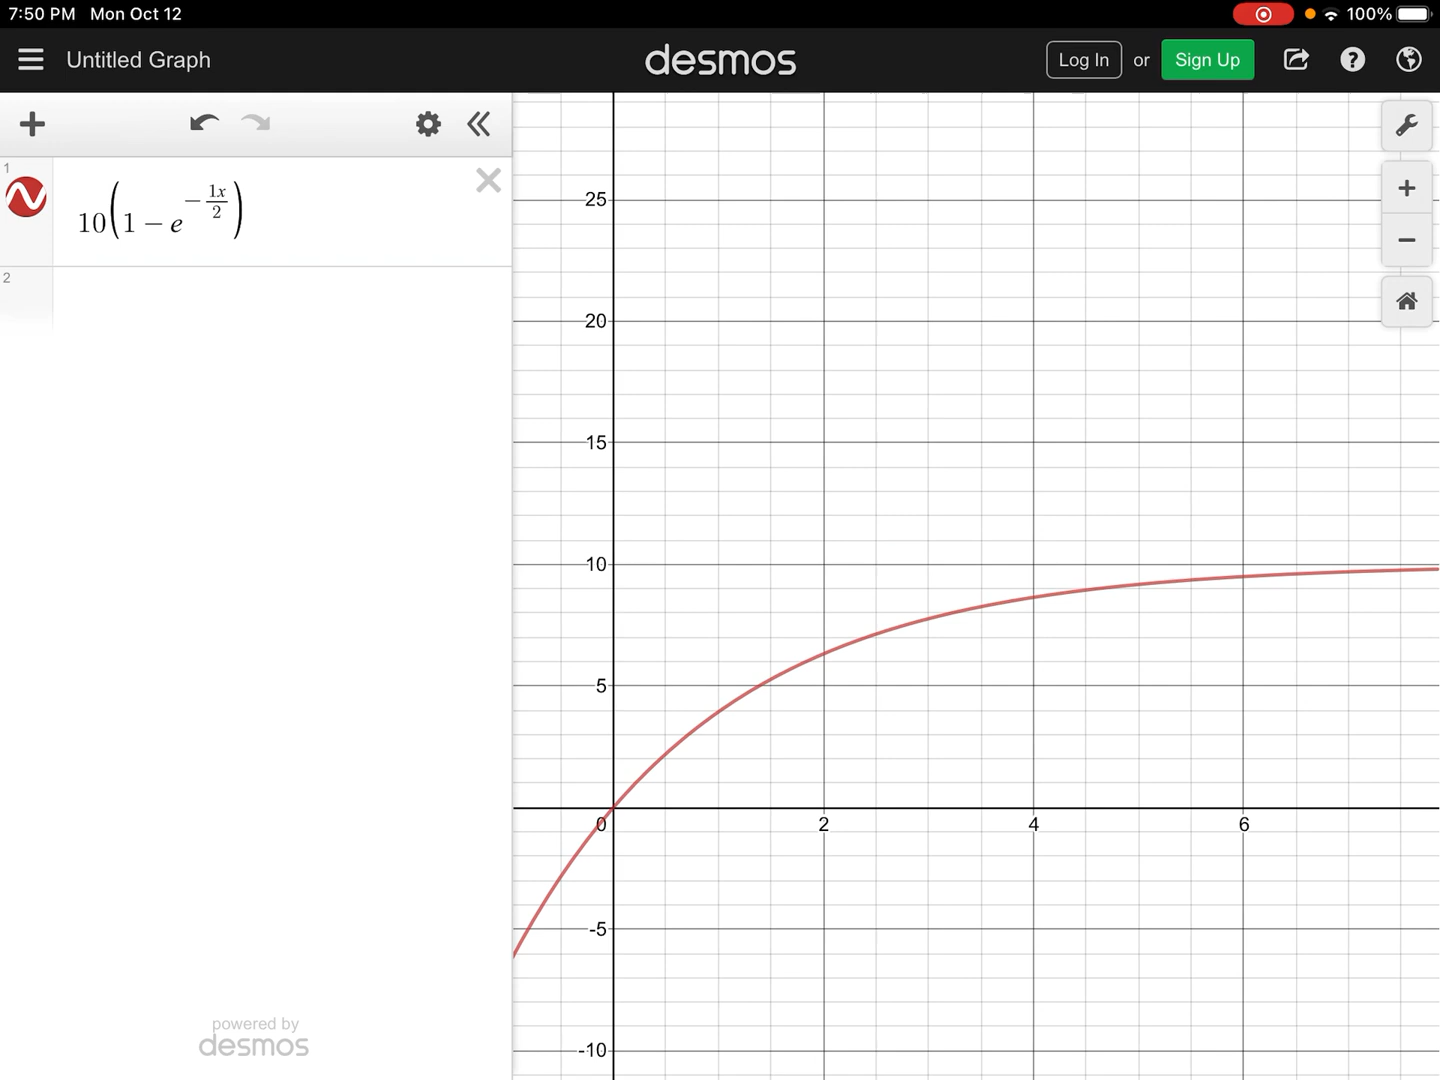 7:50 PM Mon Oct 12 100%
Untitled Graph desmos Log In or Sign Up
1
10(1 − e^{−\frac{1x}{2}})
2
25
20
15
10
5
0 2 4 6
-5
-10
powered by
desmos